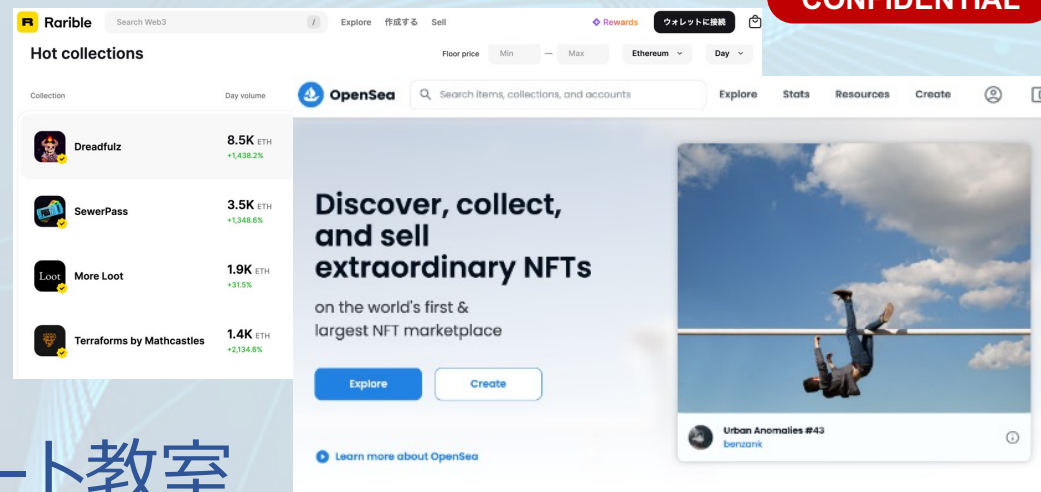 CONFIDENTIAL
Rarible
Search Web3
/
Explore 作成する Sell
Rewards
ウォレットに接続
Hot collections
Floor price Min — Max Ethereum Day
Collection Day volume
Dreadfulz 8.5K ETH
+1,438.2%
SewerPass 3.5K ETH
+1,348.6%
Loot More Loot 1.9K ETH
+31.5%
Terraforms by Mathcastles 1.4K ETH
+2,134.6%
OpenSea
Search items, collections, and accounts
Explore Stats Resources Create
Discover, collect,
and sell
extraordinary NFTs
on the world's first &
largest NFT marketplace
Explore Create
Learn more about OpenSea
Urban Anomalies #43
benzank
ート教室